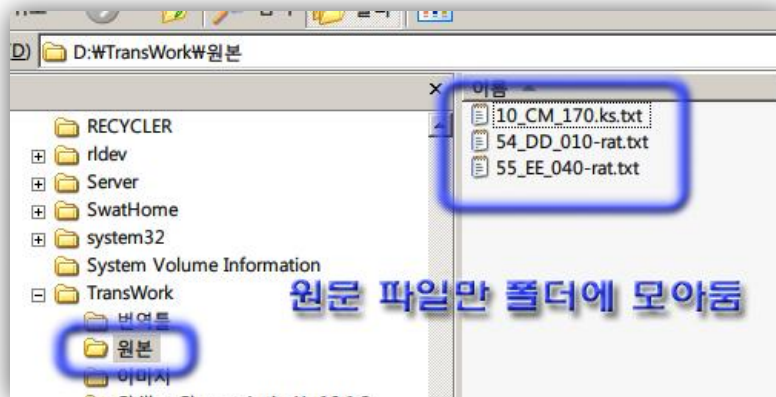 D) D:₩TransWork₩원본
이름
RECYCLER
rldev
Server
SwatHome
system32
System Volume Information
TransWork
번역틀
원본
이미지
10_CM_170.ks.txt
54_DD_010-rat.txt
55_EE_040-rat.txt
원문 파일만 폴더에 모아둠